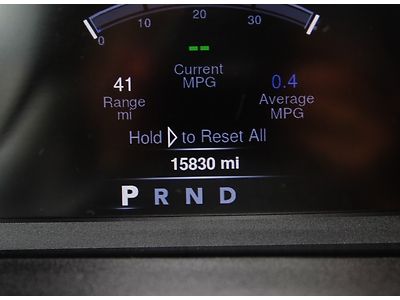 0 10 20 30
--
Current
MPG
41
Range
mi
0.4
Average
MPG
Hold ▷ to Reset All
15830 mi
P R N D